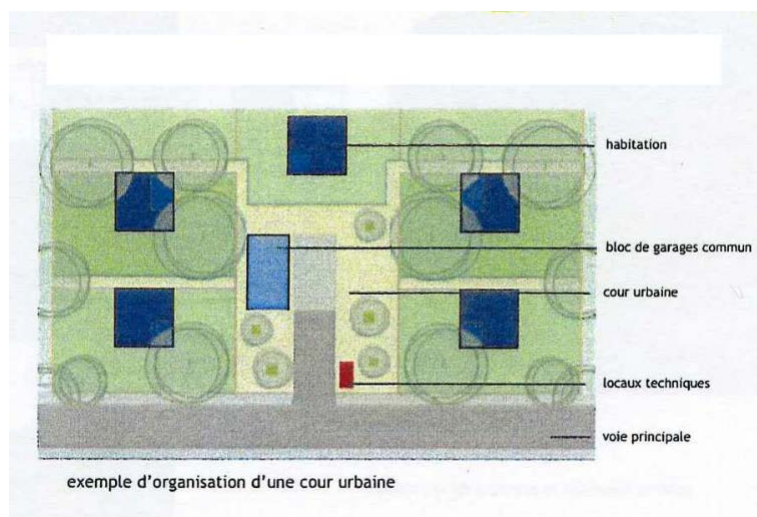 habitation
bloc de garages commun
cour urbaine
locaux techniques
voie principale
exemple d'organisation d'une cour urbaine